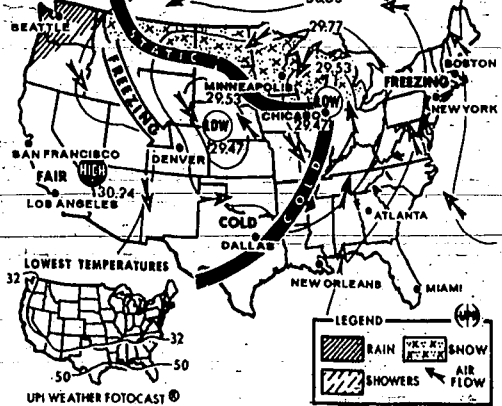 SEATTLE
29.77
STATIC
FREEZING
MINNEAPOLIS
29.53
29.53
FREEZING
BOSTON
NEW YORK
LOW
CHICAGO
29.47
LOW
29.47
SAN FRANCISCO
FAIR
HIGH
30.24
LOS ANGELES
DENVER
COLD
COLD
DALLAS
ATLANTA
NEW ORLEANS
MIAMI
LOWEST TEMPERATURES
32
32
50
50
UPI WEATHER FOTOCAST ®
LEGEND
UPI
RAIN
SNOW
SHOWERS
AIR
FLOW